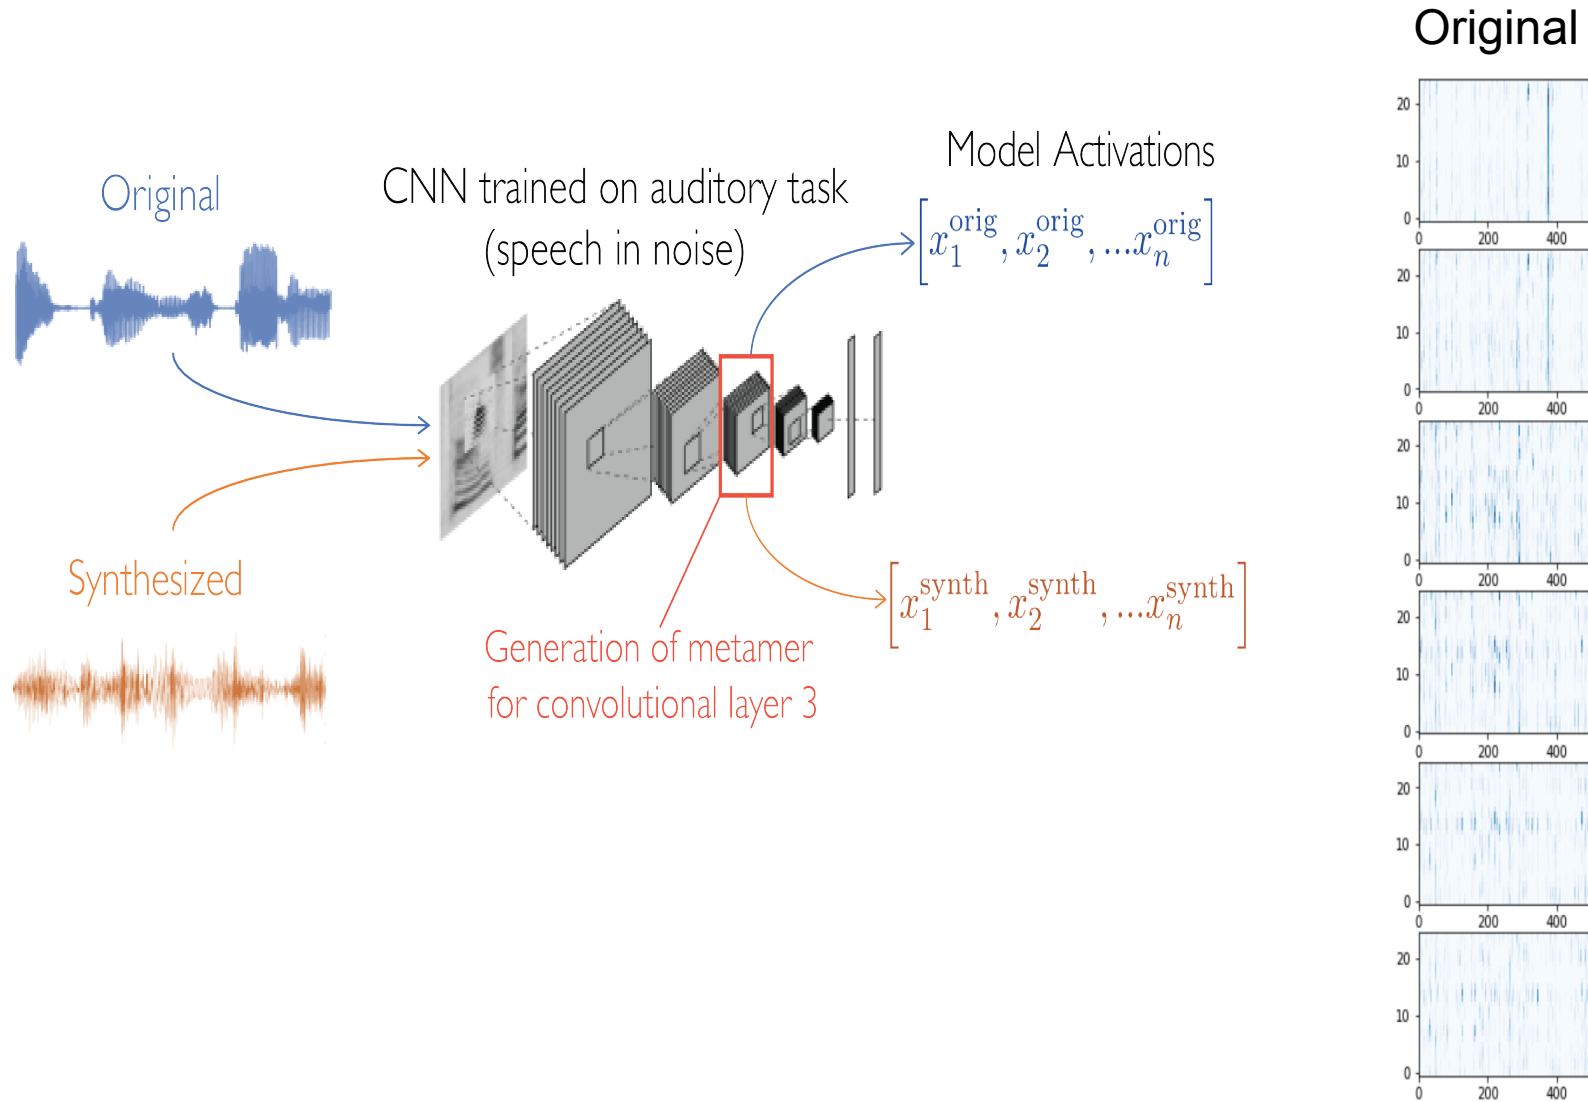 Original
CNN trained on auditory task
(speech in noise)
Model Activations
[x_1^orig, x_2^orig, ...x_n^orig]
Synthesized
Generation of metamer
for convolutional layer 3
[x_1^synth, x_2^synth, ...x_n^synth]
Original
20
10
0
0 200 400
20
10
0
0 200 400
20
10
0
0 200 400
20
10
0
0 200 400
20
10
0
0 200 400
20
10
0
0 200 400